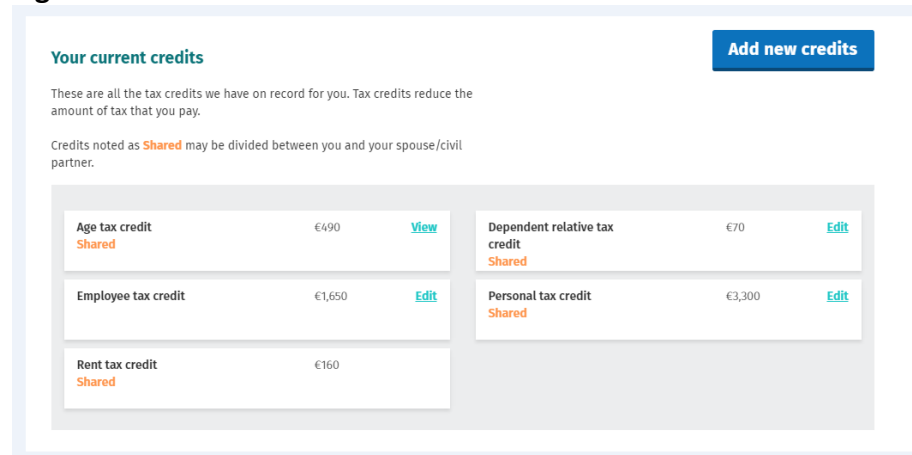 Your current credits
Add new credits
These are all the tax credits we have on record for you. Tax credits reduce the
amount of tax that you pay.
Credits noted as Shared may be divided between you and your spouse/civil
partner.
Age tax credit €490 View
Shared
Dependent relative tax €70 Edit
credit
Shared
Employee tax credit €1,650 Edit
Personal tax credit €3,300 Edit
Shared
Rent tax credit €160
Shared